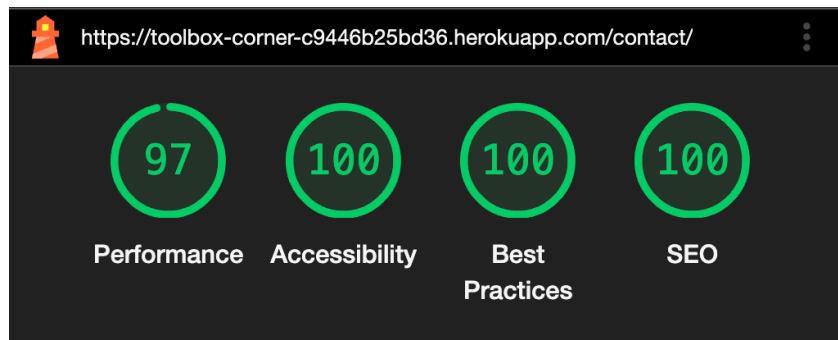 https://toolbox-corner-c9446b25bd36.herokuapp.com/contact/
97 100 100 100
Performance Accessibility Best Practices SEO